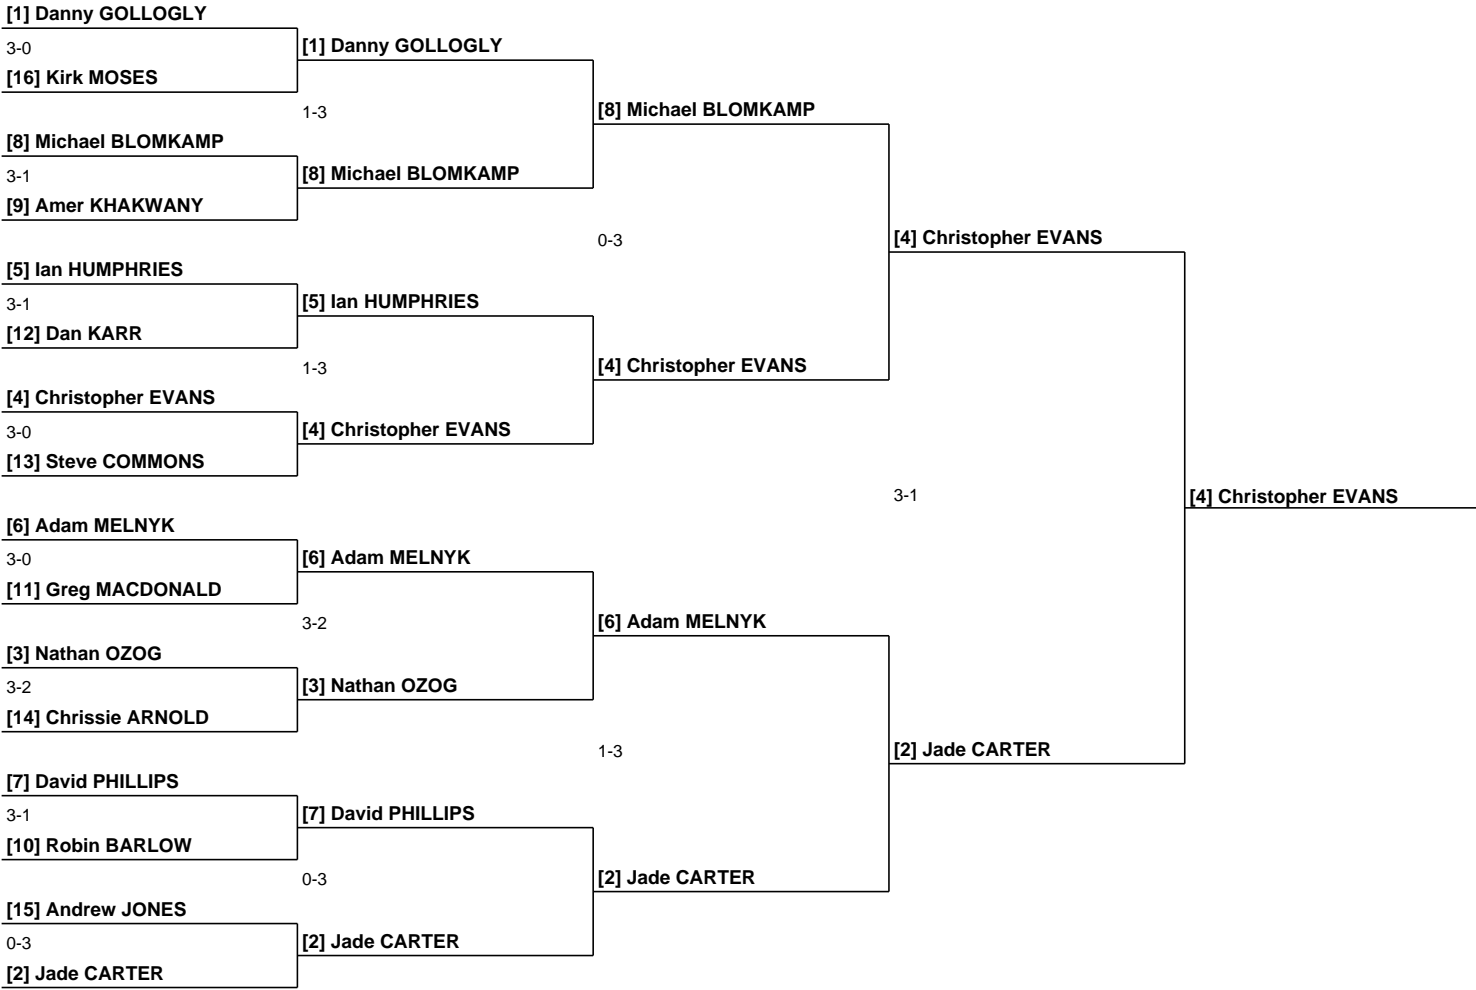 [1] Danny GOLLOGLY
3-0
[16] Kirk MOSES
[8] Michael BLOMKAMP
3-1
[9] Amer KHAKWANY
[5] Ian HUMPHRIES
3-1
[12] Dan KARR
[4] Christopher EVANS
3-0
[13] Steve COMMONS
[6] Adam MELNYK
3-0
[11] Greg MACDONALD
[3] Nathan OZOG
3-2
[14] Chrissie ARNOLD
[7] David PHILLIPS
3-1
[10] Robin BARLOW
[15] Andrew JONES
0-3
[2] Jade CARTER
[1] Danny GOLLOGLY
1-3
[8] Michael BLOMKAMP
[5] Ian HUMPHRIES
1-3
[4] Christopher EVANS
[6] Adam MELNYK
3-2
[3] Nathan OZOG
[7] David PHILLIPS
0-3
[2] Jade CARTER
[8] Michael BLOMKAMP
0-3
[4] Christopher EVANS
[6] Adam MELNYK
1-3
[2] Jade CARTER
[4] Christopher EVANS
3-1
[2] Jade CARTER
[4] Christopher EVANS